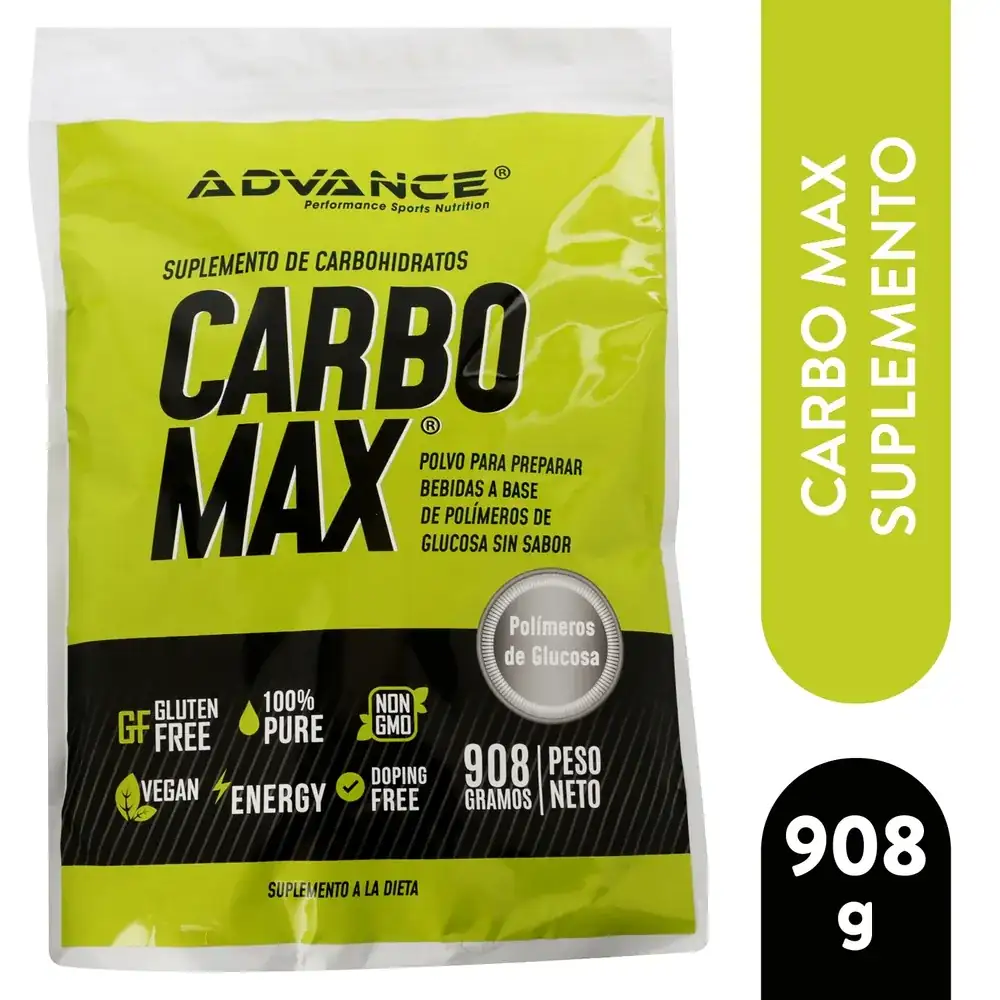 ADVANCE®
Performance Sports Nutrition
SUPLEMENTO DE CARBOHIDRATOS
CARBO
MAX®
POLVO PARA PREPARAR
BEBIDAS A BASE
DE POLÍMEROS DE
GLUCOSA SIN SABOR
Polímeros
de Glucosa
GF GLUTEN
FREE
100%
PURE
NON
GMO
VEGAN
ENERGY
DOPING
FREE
908
GRAMOS
PESO
NETO
SUPLEMENTO A LA DIETA
CARBO MAX
SUPLEMENTO
908
g